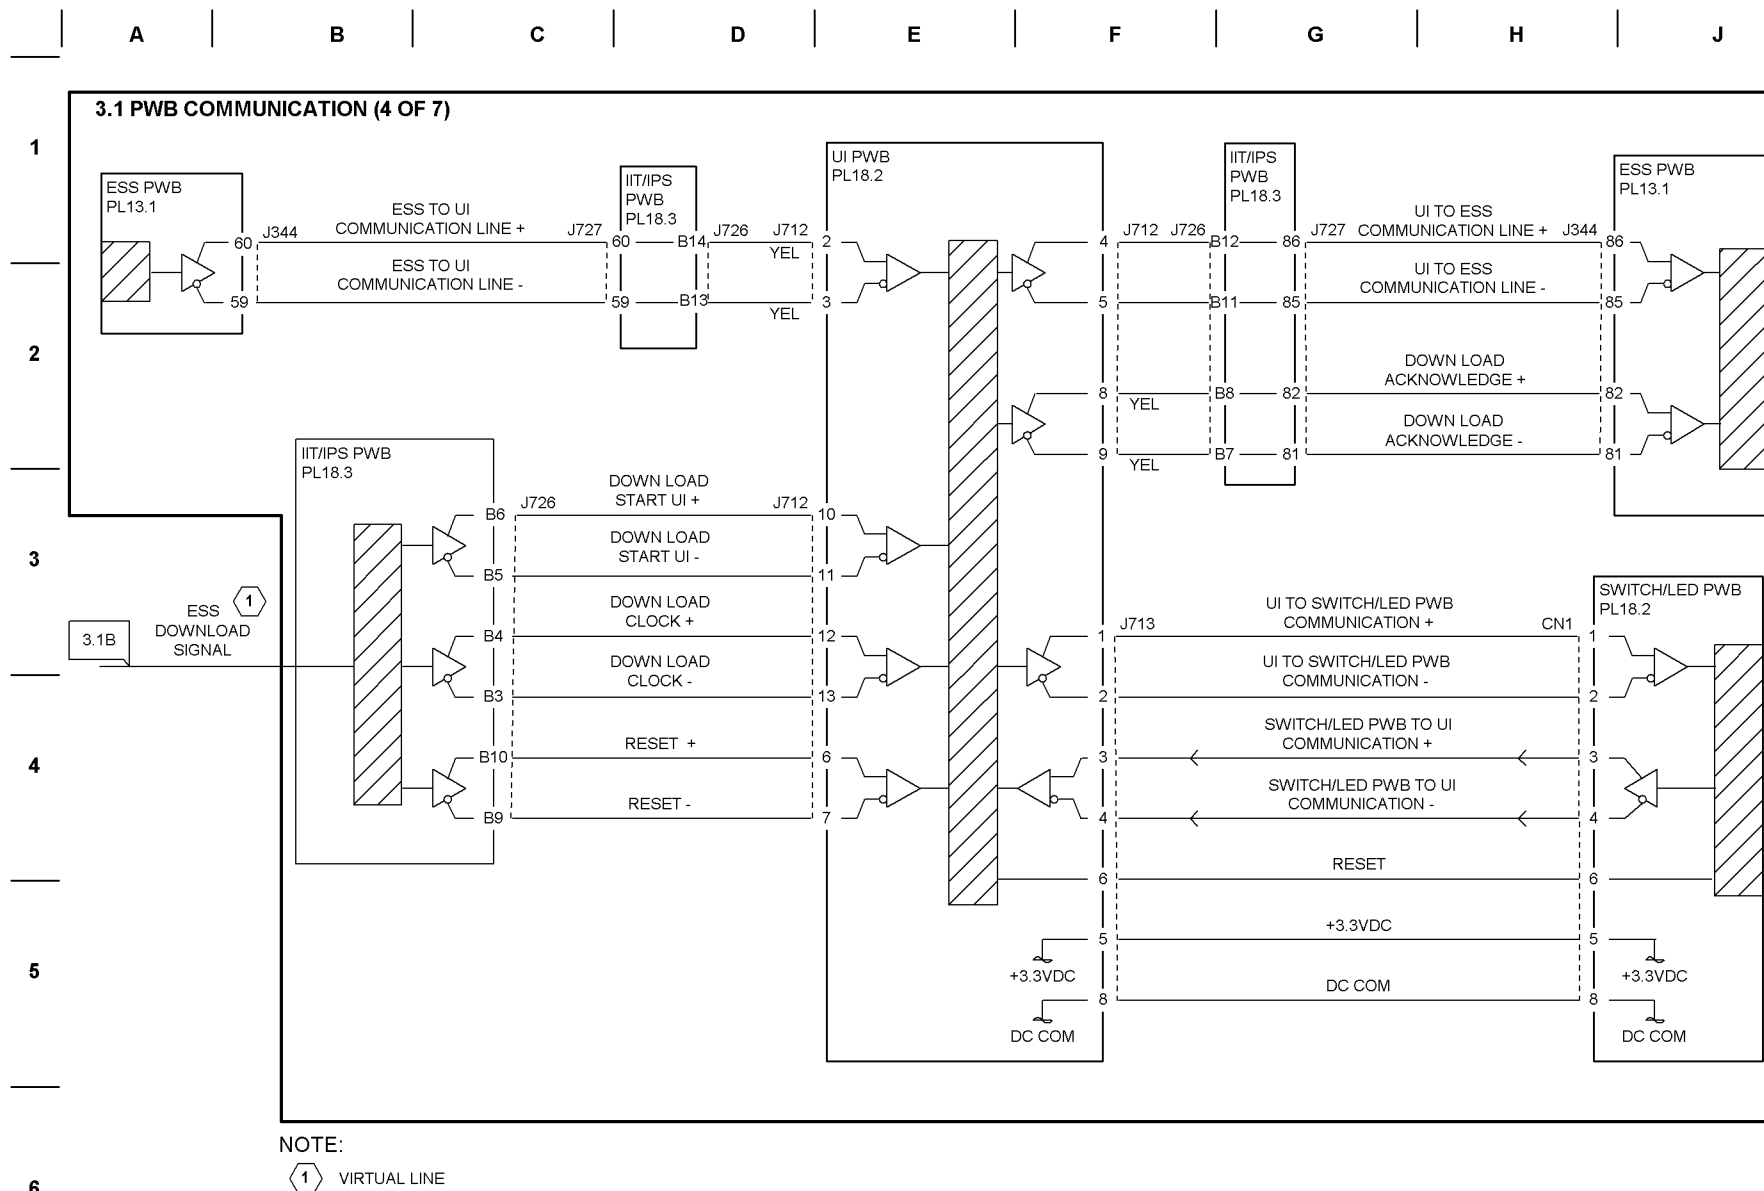 A B C D E F G H J
1
2
3
4
5
6
3.1 PWB COMMUNICATION (4 OF 7)
ESS PWB
PL13.1
60
59
J344
ESS TO UI
COMMUNICATION LINE +
ESS TO UI
COMMUNICATION LINE -
J727
IIT/IPS
PWB
PL18.3
60
59
B14
B13
J726
J712
YEL
YEL
UI PWB
PL18.2
2
3
4
5
J712
J726
IIT/IPS
PWB
PL18.3
B12
B11
86
85
J727
UI TO ESS
COMMUNICATION LINE +
UI TO ESS
COMMUNICATION LINE -
J344
ESS PWB
PL13.1
86
85
8
9
YEL
YEL
B8
B7
82
81
DOWN LOAD
ACKNOWLEDGE +
DOWN LOAD
ACKNOWLEDGE -
82
81
IIT/IPS PWB
PL18.3
B6
B5
B4
B3
B10
B9
J726
DOWN LOAD
START UI +
DOWN LOAD
START UI -
DOWN LOAD
CLOCK +
DOWN LOAD
CLOCK -
RESET +
RESET -
J712
10
11
12
13
6
7
3.1B
ESS
DOWNLOAD
SIGNAL
1
1
2
3
4
6
5
8
J713
UI TO SWITCH/LED PWB
COMMUNICATION +
UI TO SWITCH/LED PWB
COMMUNICATION -
SWITCH/LED PWB TO UI
COMMUNICATION +
SWITCH/LED PWB TO UI
COMMUNICATION -
RESET
+3.3VDC
DC COM
CN1
SWITCH/LED PWB
PL18.2
1
2
3
4
6
5
8
+3.3VDC
DC COM
+3.3VDC
DC COM
NOTE:
1 VIRTUAL LINE